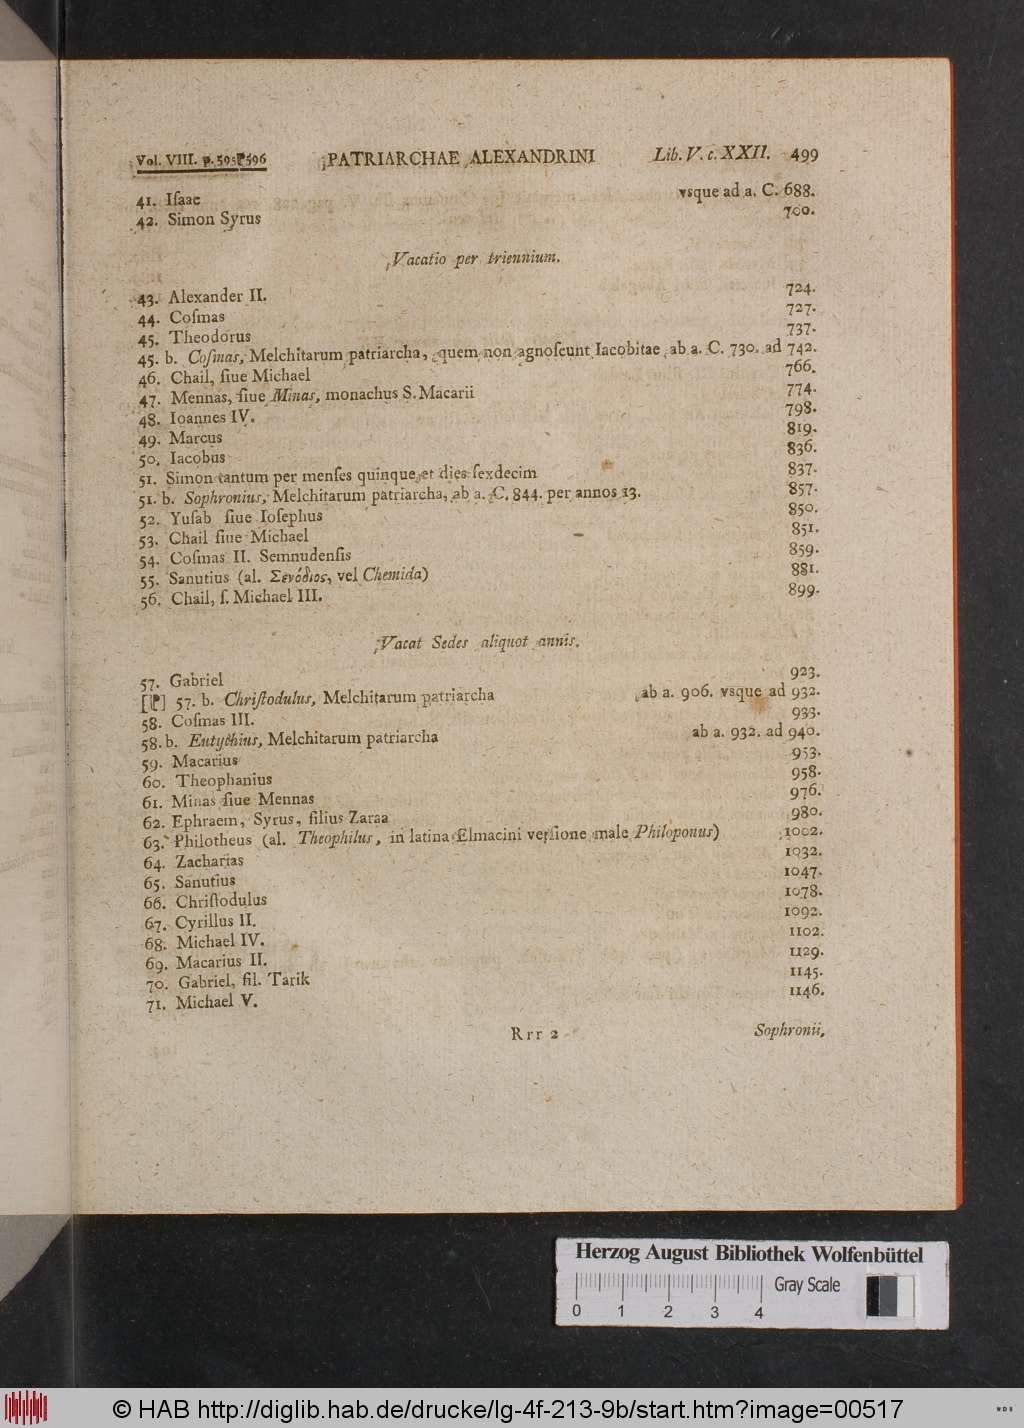 Vol. VIII. p. 595⁋596 PATRIARCHAE ALEXANDRINI Lib. V. c. XXII. 499
41. Iſaac vsque ad a. C. 688.
42. Simon Syrus 700.
Vacatio per triennium.
43. Alexander II. 724.
44. Coſmas 727.
45. Theodorus 737.
45. b. Coſmas, Melchitarum patriarcha, quem non agnoſcunt Iacobitae ab a. C. 730. ad 742.
46. Chail, ſiue Michael 766.
47. Mennas, ſiue Minas, monachus S. Macarii 774.
48. Ioannes IV. 798.
49. Marcus 819.
50. Iacobus 836.
51. Simon tantum per menſes quinque et dies ſexdecim 837.
51. b. Sophronius, Melchitarum patriarcha, ab a. C. 844. per annos 13. 857.
52. Yuſab ſiue Ioſephus 850.
53. Chail ſiue Michael 851.
54. Coſmas II. Semnudenſis 859.
55. Sanutius (al. Σενόδιος, vel Chemida) 881.
56. Chail, ſ. Michael III. 899.
Vacat Sedes aliquot annis.
57. Gabriel 923.
[⁋] 57. b. Chriſtodulus, Melchitarum patriarcha ab a. 906. vsque ad 932.
58. Coſmas III. 933.
58. b. Eutychius, Melchitarum patriarcha ab a. 932. ad 940.
59. Macarius 953.
60. Theophanius 958.
61. Minas ſiue Mennas 976.
62. Ephraem, Syrus, filius Zaraa 980.
63. Philotheus (al. Theophilus, in latina Elmacini verſione male Philoponus) 1002.
64. Zacharias 1032.
65. Sanutius 1047.
66. Chriſtodulus 1078.
67. Cyrillus II. 1092.
68. Michael IV. 1102.
69. Macarius II. 1129.
70. Gabriel, fil. Tarik 1145.
71. Michael V. 1146.
Rrr 2 Sophronii,
Herzog August Bibliothek Wolfenbüttel
Gray Scale
0 1 2 3 4
© HAB http://diglib.hab.de/drucke/lg-4f-213-9b/start.htm?image=00517